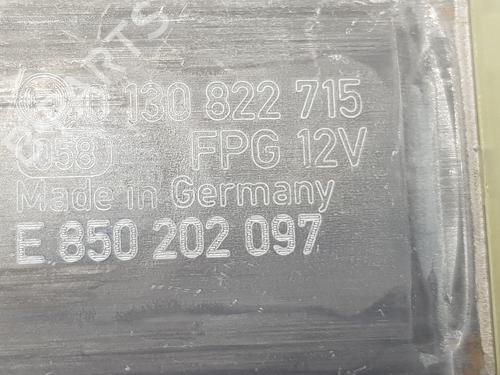 0 130 822 715
058 FPG 12V
Made in Germany
E 850 202 097